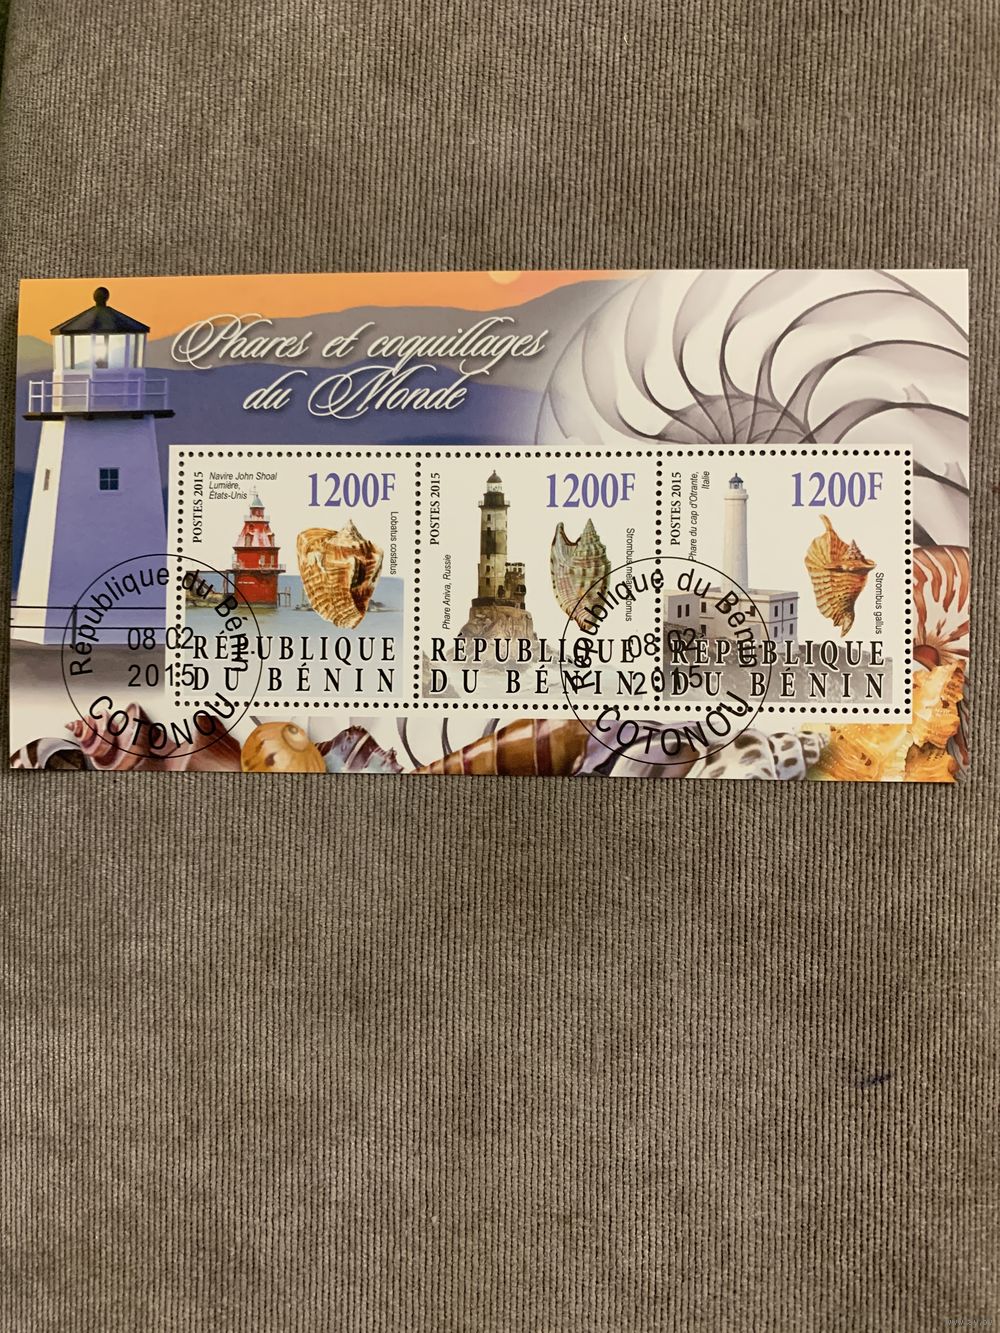 Phares et coquillages
du Monde
POSTES 2015
Navire John Shoal
Lumière,
États-Unis
1200F
Lobatus costatus
RÉPUBLIQUE
DU BÉNIN
POSTES 2015
1200F
Phare Aniva, Russie
RÉPUBLIQUE
DU BÉNIN
POSTES 2015
Phare du cap d'Otrante,
Italie
1200F
Strombus gallus
RÉPUBLIQUE
DU BÉNIN
République du Bénin
08 02
2015
COTONOU
République du Bénin
08 02
2015
COTONOU